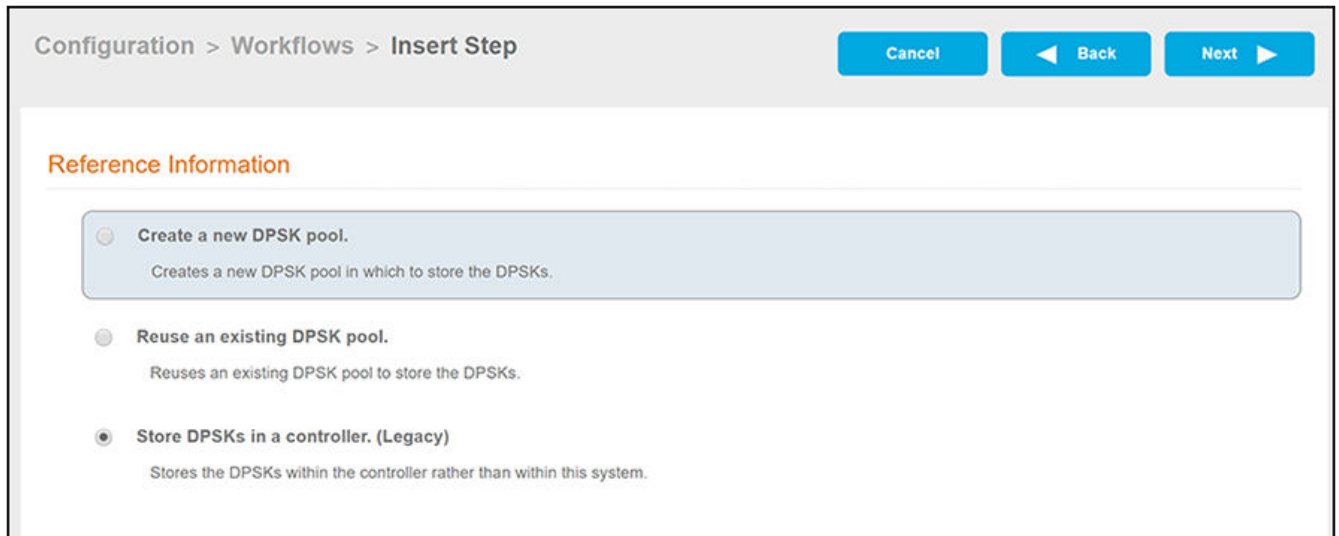 Configuration > Workflows > Insert Step
Cancel
Back
Next
Reference Information
Create a new DPSK pool.
Creates a new DPSK pool in which to store the DPSKs.
Reuse an existing DPSK pool.
Reuses an existing DPSK pool to store the DPSKs.
Store DPSKs in a controller. (Legacy)
Stores the DPSKs within the controller rather than within this system.